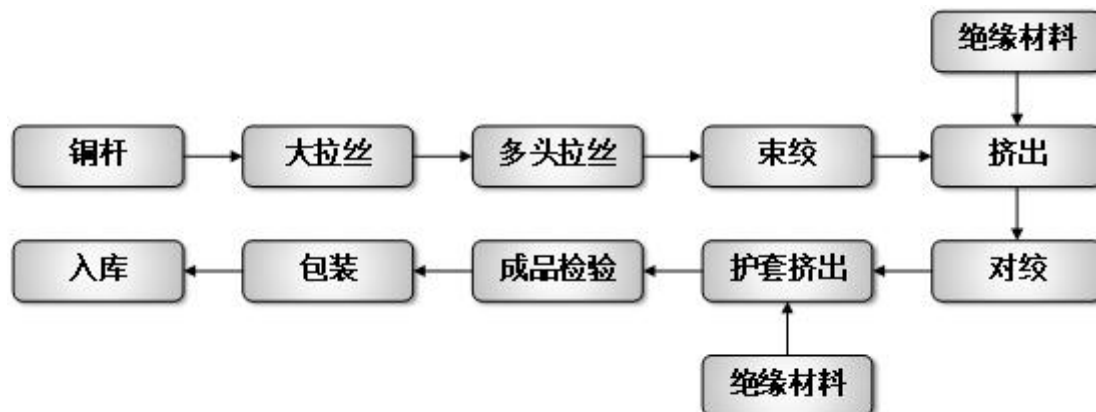 绝缘材料
铜杆
大拉丝
多头拉丝
束绞
挤出
入库
包装
成品检验
护套挤出
对绞
绝缘材料